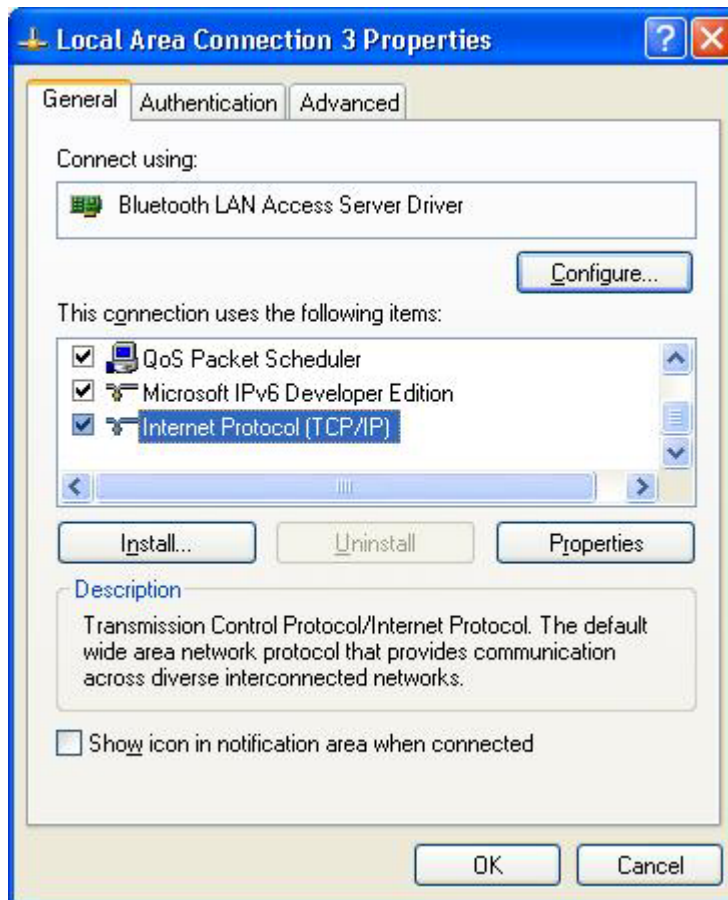 Local Area Connection 3 Properties
General
Authentication
Advanced
Connect using:
Bluetooth LAN Access Server Driver
Configure...
This connection uses the following items:
QoS Packet Scheduler
Microsoft IPv6 Developer Edition
Internet Protocol (TCP/IP)
Install...
Uninstall
Properties
Description
Transmission Control Protocol/Internet Protocol. The default
wide area network protocol that provides communication
across diverse interconnected networks.
Show icon in notification area when connected
OK
Cancel